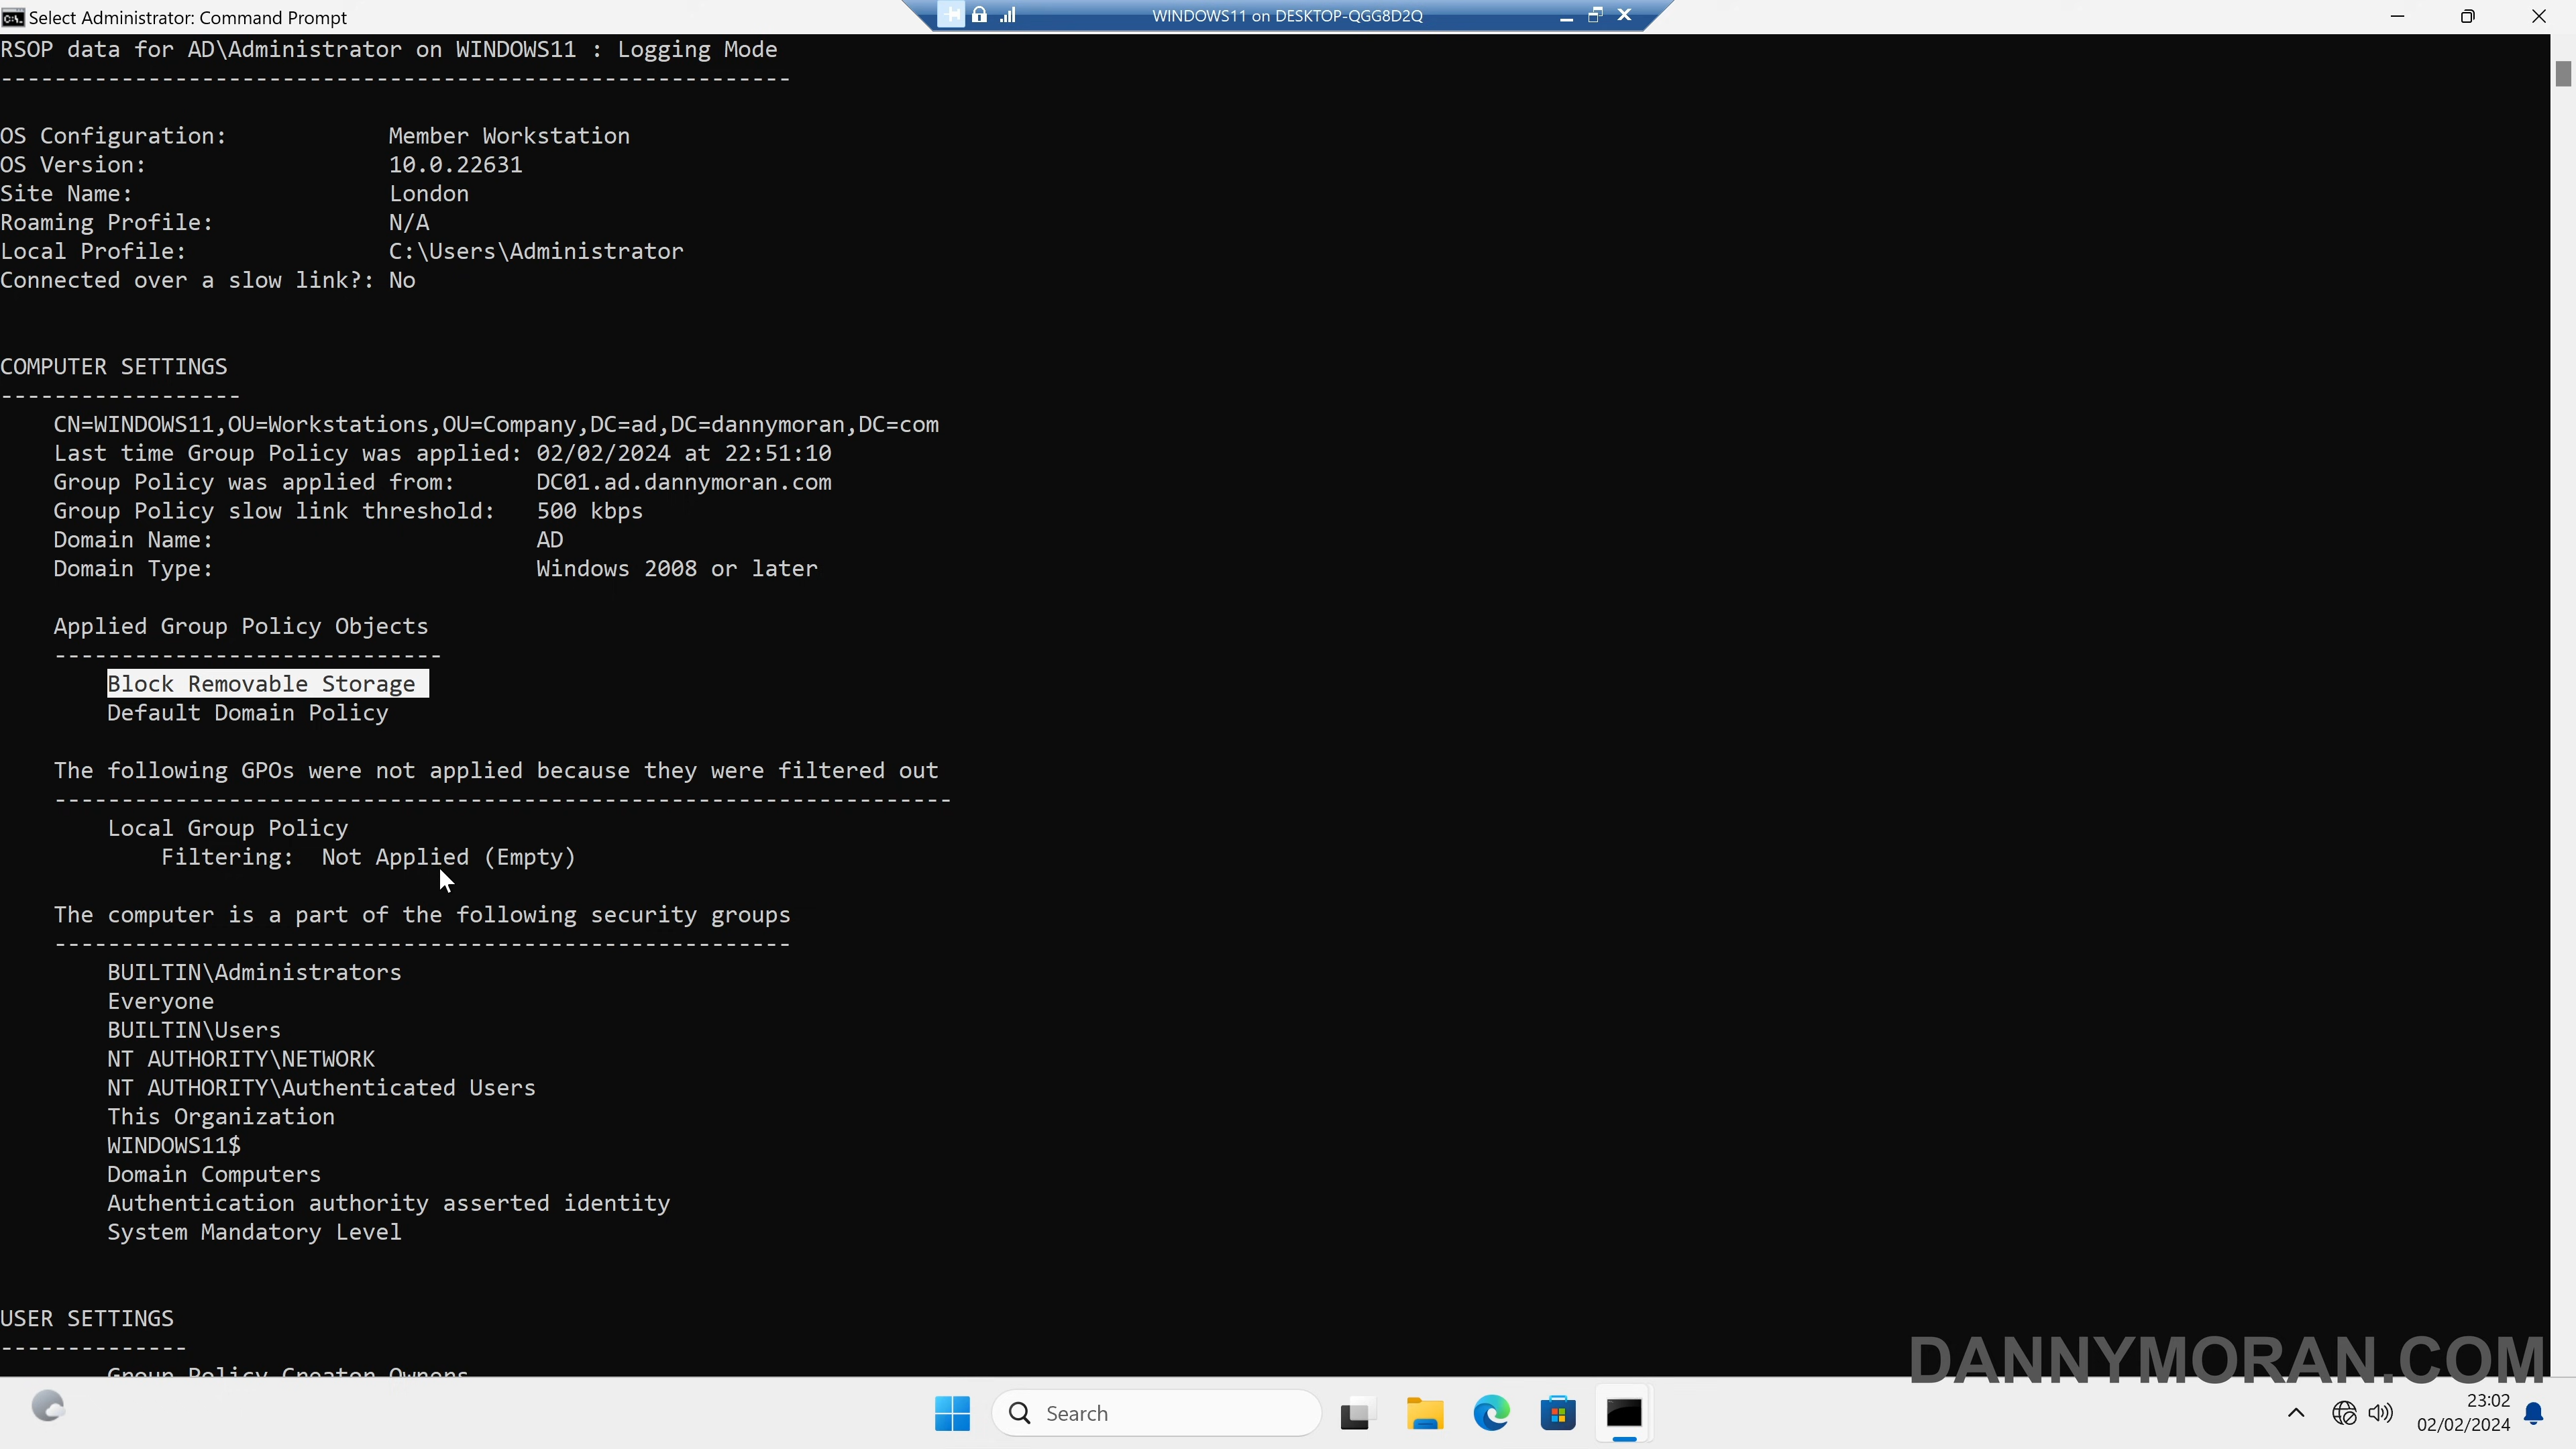 Select Administrator: Command Prompt
WINDOWS11 on DESKTOP-QGG8D2Q
RSOP data for AD\Administrator on WINDOWS11 : Logging Mode
-----------------------------------------------------------
OS Configuration:            Member Workstation
OS Version:                  10.0.22631
Site Name:                   London
Roaming Profile:             N/A
Local Profile:               C:\Users\Administrator
Connected over a slow link?: No
COMPUTER SETTINGS
------------------
    CN=WINDOWS11,OU=Workstations,OU=Company,DC=ad,DC=dannymoran,DC=com
    Last time Group Policy was applied: 02/02/2024 at 22:51:10
    Group Policy was applied from:      DC01.ad.dannymoran.com
    Group Policy slow link threshold:   500 kbps
    Domain Name:                        AD
    Domain Type:                        Windows 2008 or later
    Applied Group Policy Objects
    -----------------------------
        Block Removable Storage
        Default Domain Policy
    The following GPOs were not applied because they were filtered out
    -------------------------------------------------------------------
        Local Group Policy
            Filtering:  Not Applied (Empty)
    The computer is a part of the following security groups
    -------------------------------------------------------
        BUILTIN\Administrators
        Everyone
        BUILTIN\Users
        NT AUTHORITY\NETWORK
        NT AUTHORITY\Authenticated Users
        This Organization
        WINDOWS11$
        Domain Computers
        Authentication authority asserted identity
        System Mandatory Level
USER SETTINGS
--------------
        Group Policy Creator Owners
DANNYMORAN.COM
Search
23:02
02/02/2024